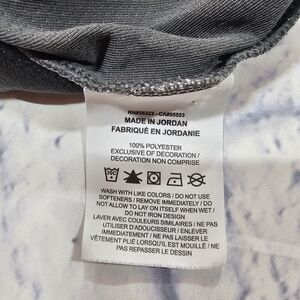 RN#56323 - CA#05553
MADE IN JORDAN
FABRIQUÉ EN JORDANIE
100% POLYESTER
EXCLUSIVE OF DECORATION /
DECORATION NON COMPRISE
WASH WITH LIKE COLORS / DO NOT USE
SOFTENERS / REMOVE IMMEDIATELY / DO
NOT ALLOW TO LAY ON ITSELF WHEN WET /
DO NOT IRON DESIGN
LAVER AVEC COULEURS SIMILAIRES / NE PAS
UTILISER D'ADOUCISSEUR / ENLEVER
IMMÉDIATEMENT / NE PAS LAISSER LE
VÊTEMENT PLIÉ LORSQU'IL EST MOUILLÉ / NE
PAS REPASSER LE DESSIN